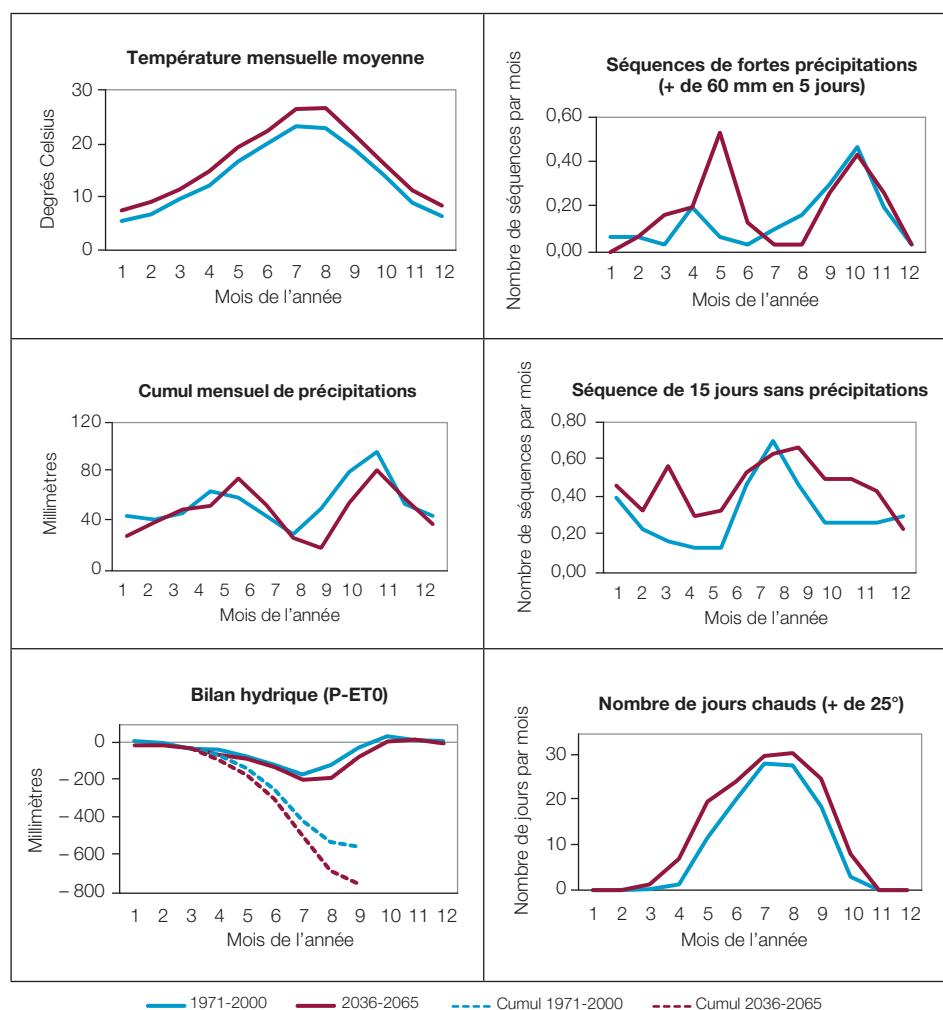 Température mensuelle moyenne
Degrés Celsius
30
20
10
0
1 2 3 4 5 6 7 8 9 10 11 12
Mois de l'année
Séquences de fortes précipitations
(+ de 60 mm en 5 jours)
Nombre de séquences par mois
0,60
0,40
0,20
0,00
1 2 3 4 5 6 7 8 9 10 11 12
Mois de l'année
Cumul mensuel de précipitations
Millimètres
120
80
40
0
1 2 3 4 5 6 7 8 9 10 11 12
Mois de l'année
Séquence de 15 jours sans précipitations
Nombre de séquences par mois
0,80
0,60
0,40
0,20
0,00
1 2 3 4 5 6 7 8 9 10 11 12
Mois de l'année
Bilan hydrique (P-ET0)
Millimètres
0
– 200
– 400
– 600
– 800
1 2 3 4 5 6 7 8 9 10 11 12
Mois de l'année
Nombre de jours chauds (+ de 25°)
Nombre de jours par mois
30
20
10
0
1 2 3 4 5 6 7 8 9 10 11 12
Mois de l'année
1971-2000 2036-2065 Cumul 1971-2000 Cumul 2036-2065